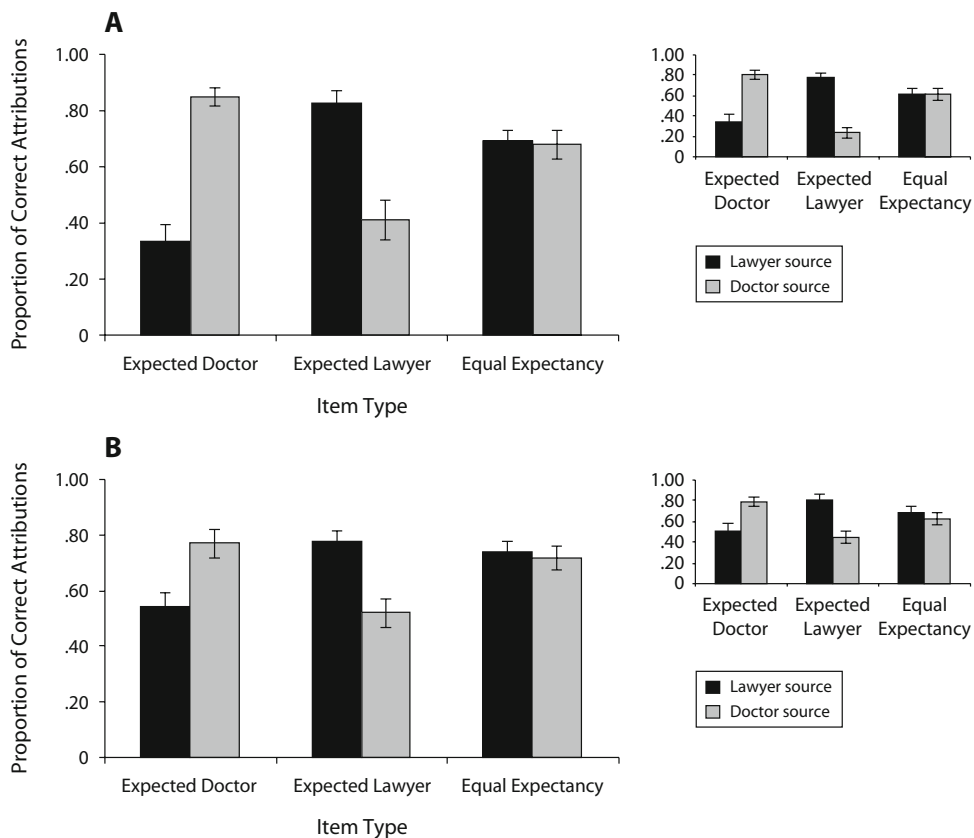 A
Proportion of Correct Attributions
1.00
.80
.60
.40
.20
0
Expected Doctor
Expected Lawyer
Equal Expectancy
Item Type
1.00
.80
.60
.40
.20
0
Expected
Doctor
Expected
Lawyer
Equal
Expectancy
Lawyer source
Doctor source
B
Proportion of Correct Attributions
1.00
.80
.60
.40
.20
0
Expected Doctor
Expected Lawyer
Equal Expectancy
Item Type
1.00
.80
.60
.40
.20
0
Expected
Doctor
Expected
Lawyer
Equal
Expectancy
Lawyer source
Doctor source